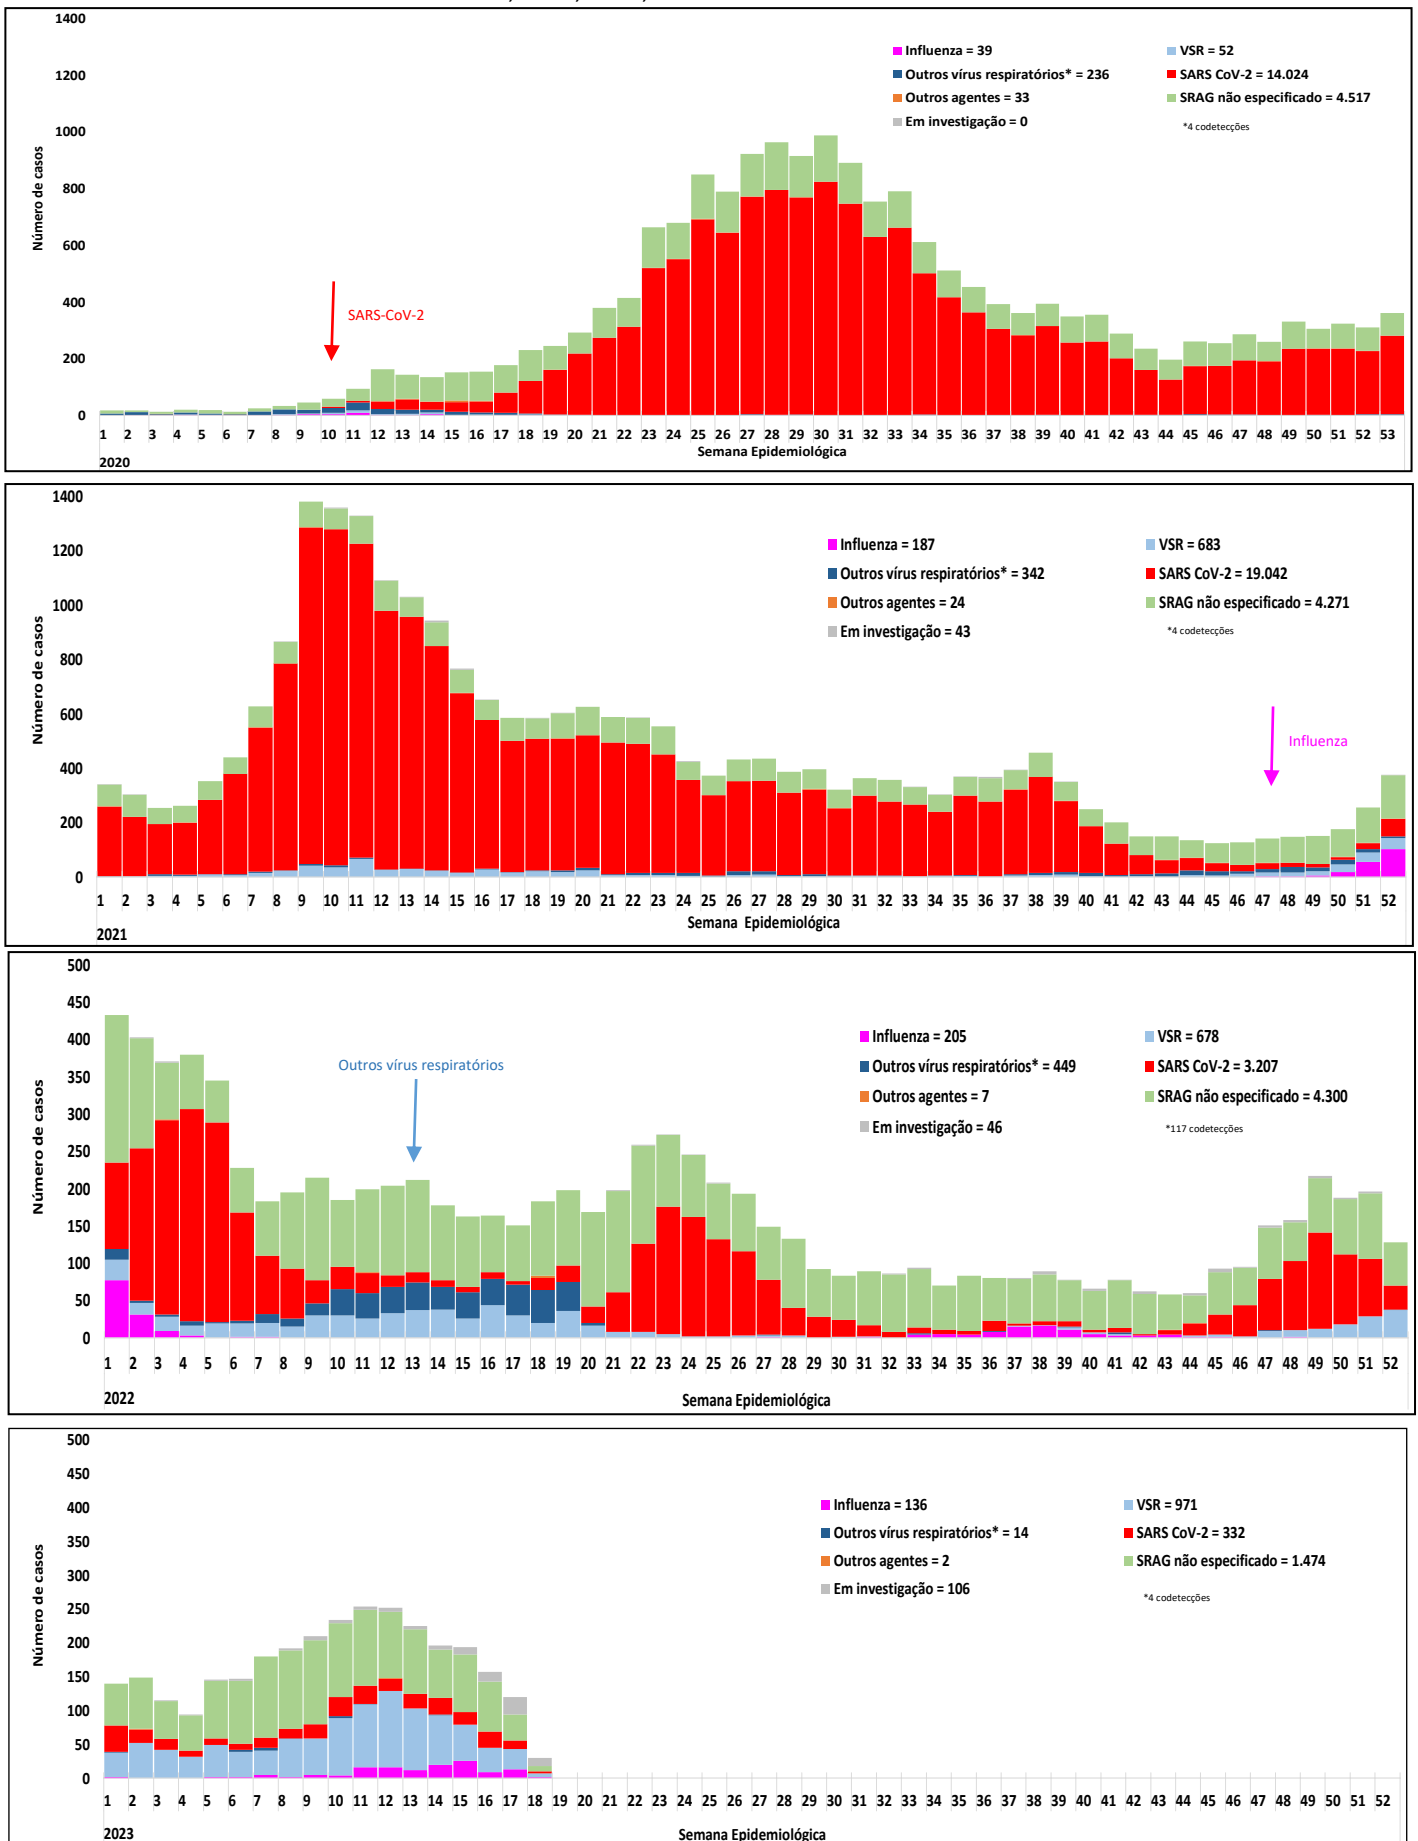 1400
Influenza = 39
VSR = 52
1200
Outros vírus respiratórios* = 236
SARS CoV-2 = 14.024
Outros agentes = 33
SRAG não especificado = 4.517
Em investigação = 0
*4 codetecções
1000
800
Número de casos
600
400
SARS-CoV-2
200
0
1 2 3 4 5 6 7 8 9 10 11 12 13 14 15 16 17 18 19 20 21 22 23 24 25 26 27 28 29 30 31 32 33 34 35 36 37 38 39 40 41 42 43 44 45 46 47 48 49 50 51 52 53
Semana Epidemiológica
2020
1400
Influenza = 187
VSR = 683
1200
Outros vírus respiratórios* = 342
SARS CoV-2 = 19.042
Outros agentes = 24
SRAG não especificado = 4.271
Em investigação = 43
*4 codetecções
1000
800
Número de casos
600
Influenza
400
200
0
1 2 3 4 5 6 7 8 9 10 11 12 13 14 15 16 17 18 19 20 21 22 23 24 25 26 27 28 29 30 31 32 33 34 35 36 37 38 39 40 41 42 43 44 45 46 47 48 49 50 51 52
Semana Epidemiológica
2021
500
450
Influenza = 205
VSR = 678
400
Outros vírus respiratórios
Outros vírus respiratórios* = 449
SARS CoV-2 = 3.207
Outros agentes = 7
SRAG não especificado = 4.300
Em investigação = 46
*117 codetecções
350
300
250
Número de casos
200
150
100
50
0
1 2 3 4 5 6 7 8 9 10 11 12 13 14 15 16 17 18 19 20 21 22 23 24 25 26 27 28 29 30 31 32 33 34 35 36 37 38 39 40 41 42 43 44 45 46 47 48 49 50 51 52
2022
Semana Epidemiológica
500
450
Influenza = 136
VSR = 971
400
Outros vírus respiratórios* = 14
SARS CoV-2 = 332
Outros agentes = 2
SRAG não especificado = 1.474
Em investigação = 106
*4 codetecções
350
300
250
Número de casos
200
150
100
50
0
1 2 3 4 5 6 7 8 9 10 11 12 13 14 15 16 17 18 19 20 21 22 23 24 25 26 27 28 29 30 31 32 33 34 35 36 37 38 39 40 41 42 43 44 45 46 47 48 49 50 51 52
2023
Semana Epidemiológica